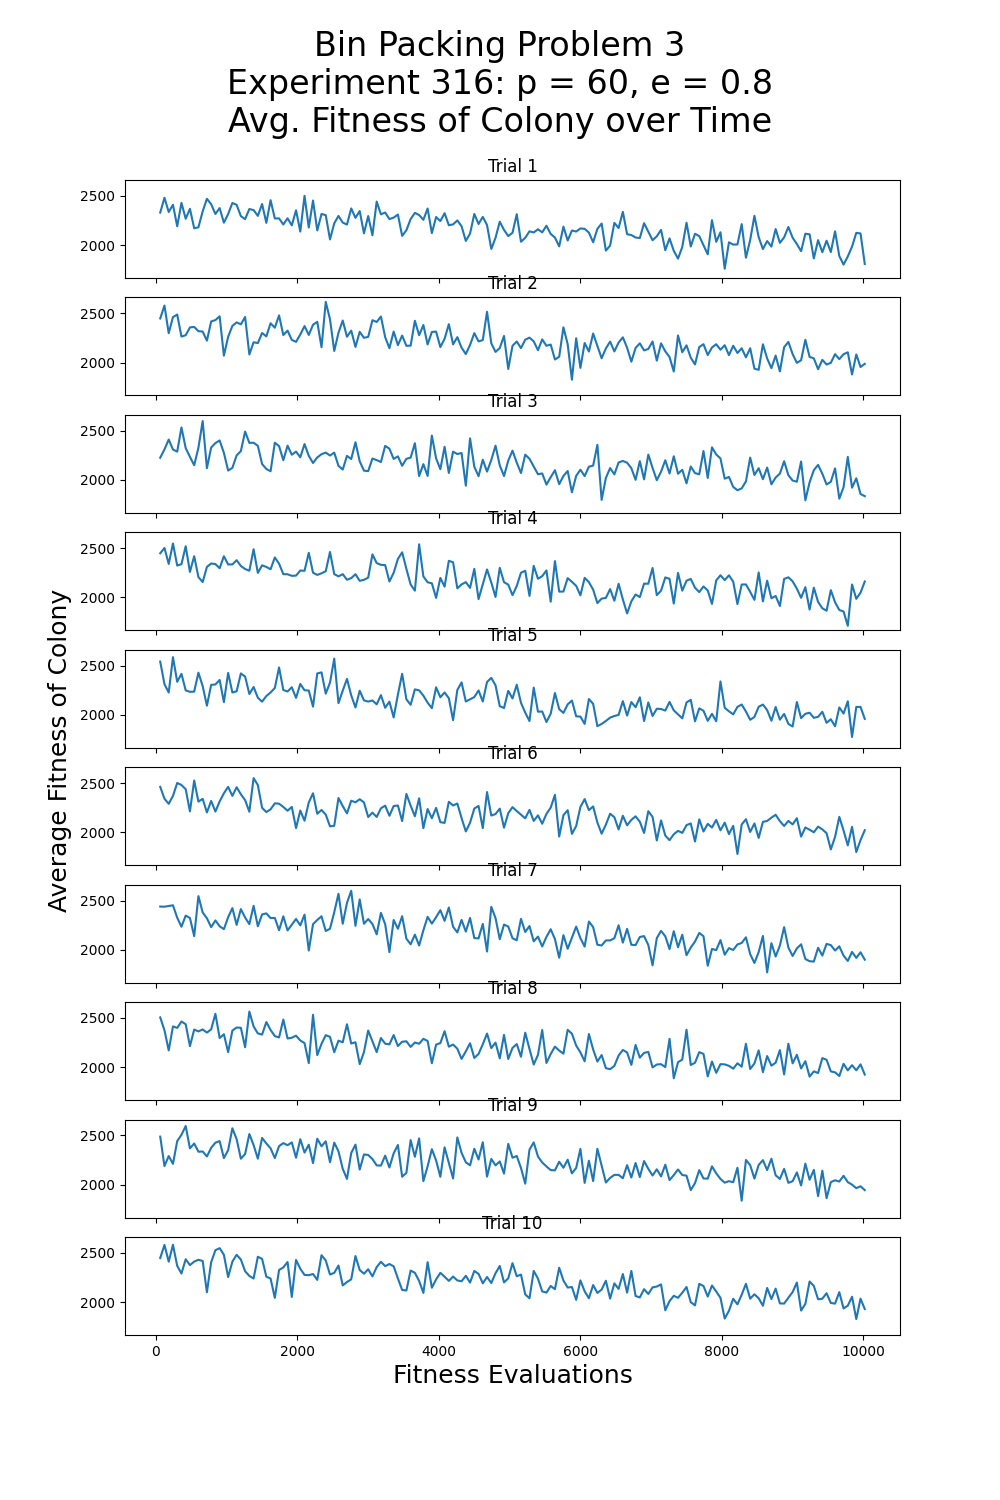 Bin Packing Problem 3
Experiment 316: p = 60, e = 0.8
Avg. Fitness of Colony over Time
Trial 1
2500
2000
Trial 2
2500
2000
Trial 3
2500
2000
Trial 4
2500
2000
Average Fitness of Colony
Trial 5
2500
2000
Trial 6
2500
2000
Trial 7
2500
2000
Trial 8
2500
2000
Trial 9
2500
2000
Trial 10
2500
2000
0 2000 4000 6000 8000 10000
Fitness Evaluations